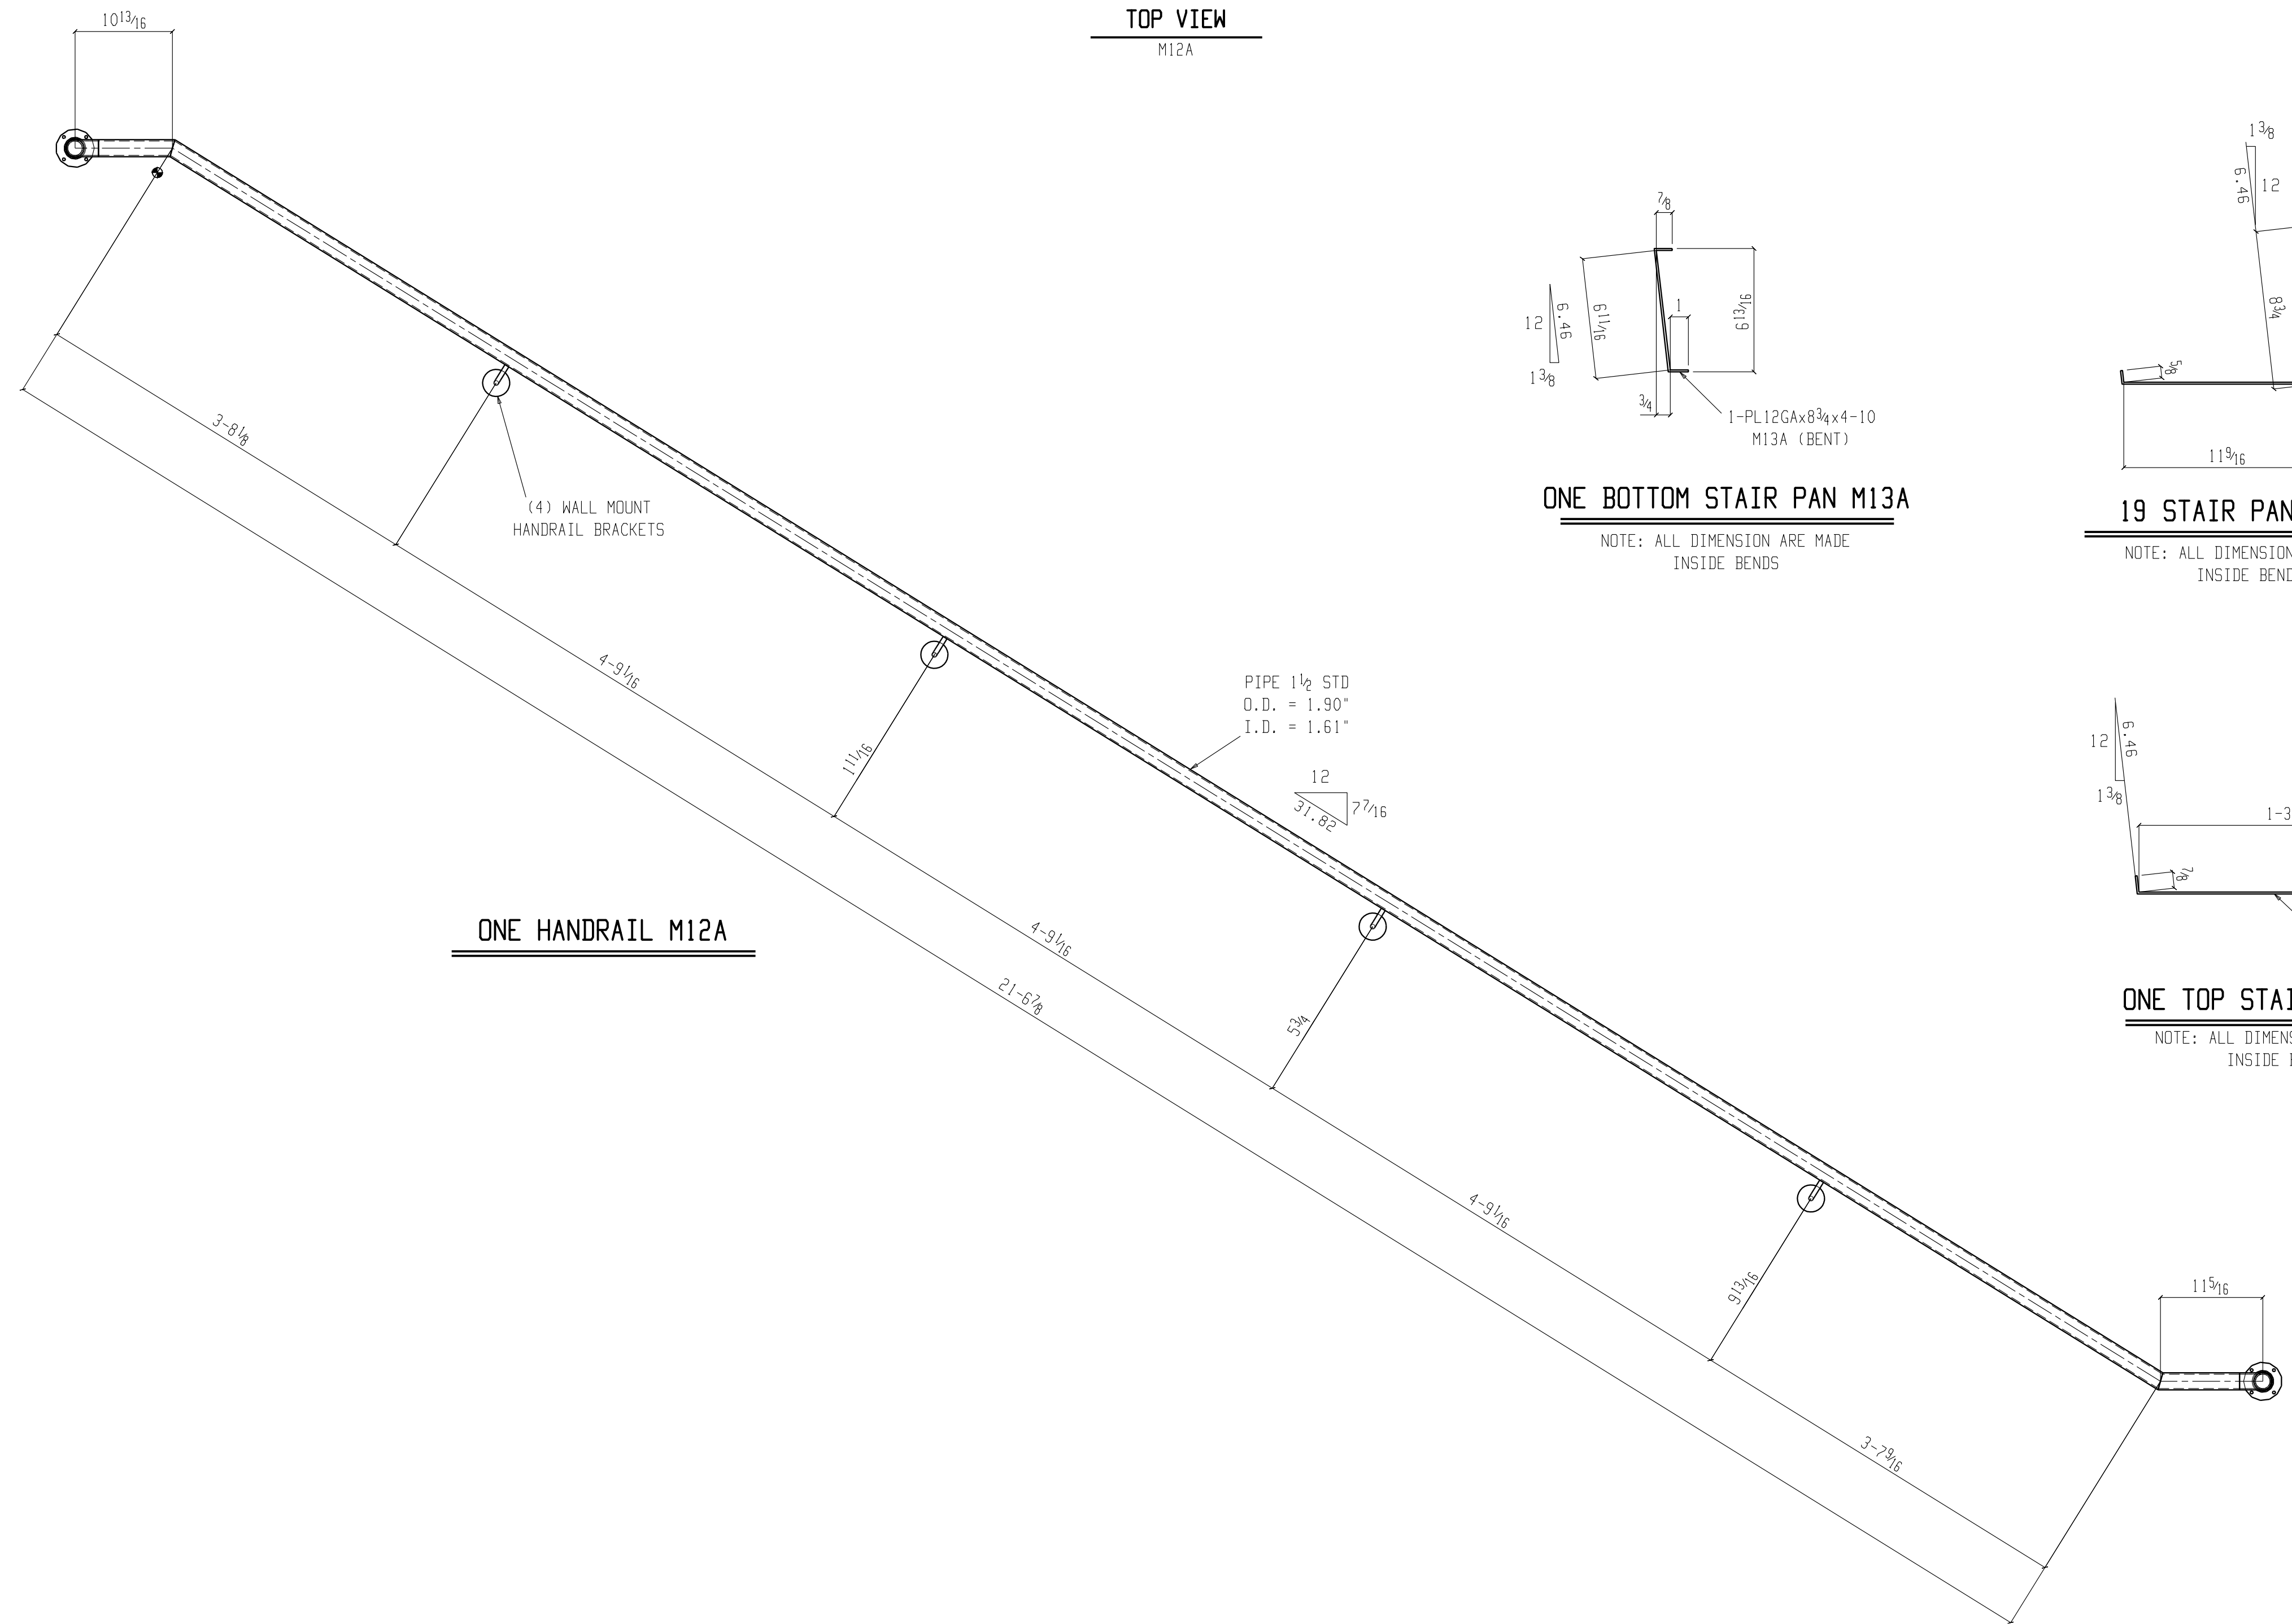 TOP VIEW
M12A
10 13/16
3-8 1/8
(4) WALL MOUNT
HANDRAIL BRACKETS
4-9 1/16
1 11/16
PIPE 1 1/2 STD
O.D. = 1.90"
I.D. = 1.61"
12
7 7/16
31.82
4-9 1/16
21-6 7/8
5 3/4
4-9 1/16
9 13/16
3-7 9/16
11 5/16
ONE HANDRAIL M12A
7/8
6 11/16
1
6 13/16
12
6.46
1 3/8
3/4
1-PL12GAx8 3/4x4-10
M13A (BENT)
ONE BOTTOM STAIR PAN M13A
NOTE: ALL DIMENSION ARE MADE
INSIDE BENDS
1 3/8
6.46
12
8 3/4
5/8
11 9/16
19 STAIR PAN
NOTE: ALL DIMENSION
INSIDE BEND
12
6.46
1 3/8
1-3
7/8
ONE TOP STAI
NOTE: ALL DIMENS
INSIDE